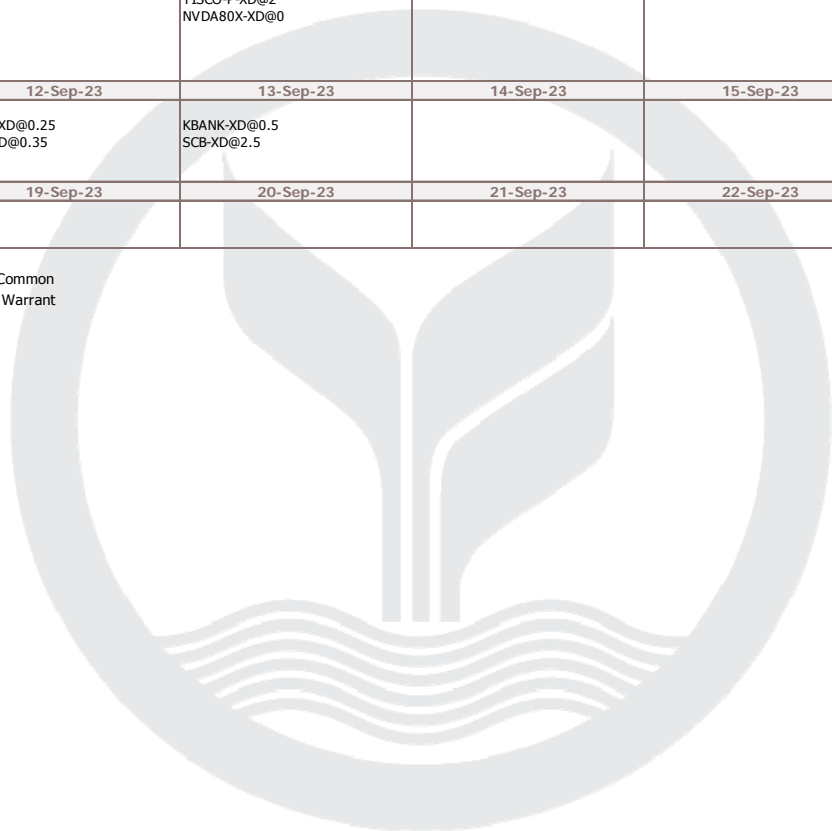 NVDA80X-XD@0
12-Sep-23 13-Sep-23 14-Sep-23 15-Sep-23
XD@0.25 KBANK-XD@0.5
D@0.35 SCB-XD@2.5
19-Sep-23 20-Sep-23 21-Sep-23 22-Sep-23
Common
Warrant